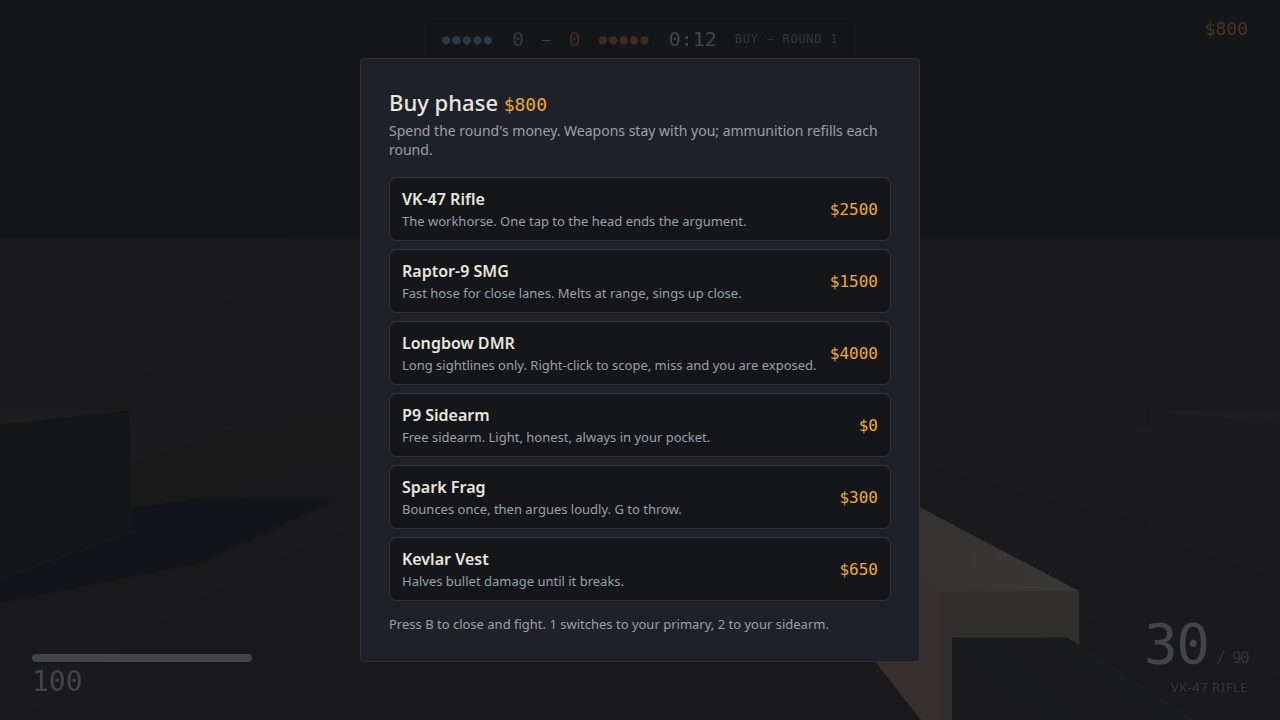 0 – 0 0:12 BUY – ROUND 1
$800
Buy phase $800
Spend the round's money. Weapons stay with you; ammunition refills each
round.
VK-47 Rifle
The workhorse. One tap to the head ends the argument.
$2500
Raptor-9 SMG
Fast hose for close lanes. Melts at range, sings up close.
$1500
Longbow DMR
Long sightlines only. Right-click to scope, miss and you are exposed.
$4000
P9 Sidearm
Free sidearm. Light, honest, always in your pocket.
$0
Spark Frag
Bounces once, then argues loudly. G to throw.
$300
Kevlar Vest
Halves bullet damage until it breaks.
$650
Press B to close and fight. 1 switches to your primary, 2 to your sidearm.
100
30 / 90
VK-47 RIFLE